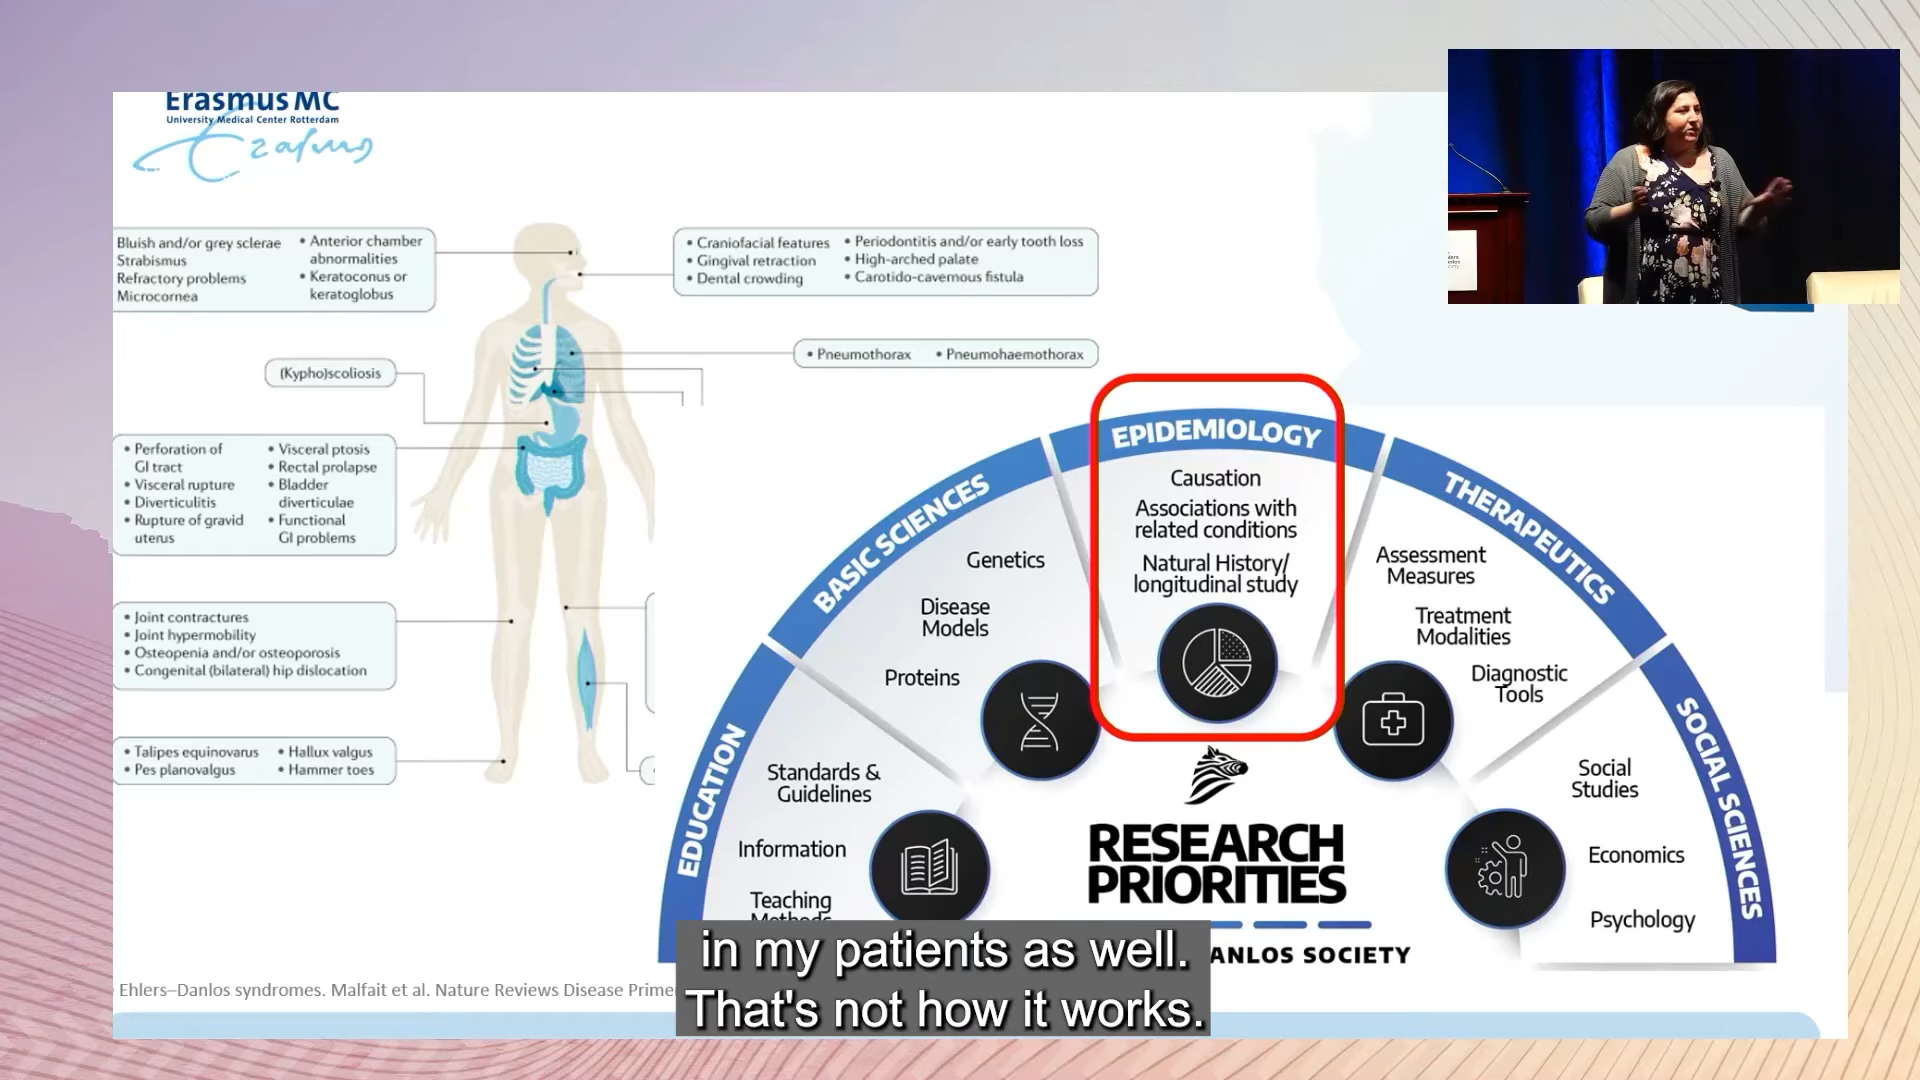 Erasmus MC
University Medical Center Rotterdam
Erasmus
Bluish and/or grey sclerae
Strabismus
Refractory problems
Microcornea
• Anterior chamber
abnormalities
• Keratoconus or
keratoglobus
• Craniofacial features
• Gingival retraction
• Dental crowding
• Periodontitis and/or early tooth loss
• High-arched palate
• Carotido-cavernous fistula
• Pneumothorax
• Pneumohaemothorax
(Kypho)scoliosis
• Perforation of
GI tract
• Visceral rupture
• Diverticulitis
• Rupture of gravid
uterus
• Visceral ptosis
• Rectal prolapse
• Bladder
diverticulae
• Functional
GI problems
• Joint contractures
• Joint hypermobility
• Osteopenia and/or osteoporosis
• Congenital (bilateral) hip dislocation
• Talipes equinovarus
• Pes planovalgus
• Hallux valgus
• Hammer toes
EDUCATION
Standards &
Guidelines
Information
Teaching
Methods
BASIC SCIENCES
Genetics
Disease
Models
Proteins
EPIDEMIOLOGY
Causation
Associations with
related conditions
Natural History/
longitudinal study
THERAPEUTICS
Assessment
Measures
Treatment
Modalities
Diagnostic
Tools
SOCIAL SCIENCES
Social
Studies
Economics
Psychology
RESEARCH
PRIORITIES
DANLOS SOCIETY
Ehlers–Danlos syndromes. Malfait et al. Nature Reviews Disease Prime
in my patients as well.
That's not how it works.